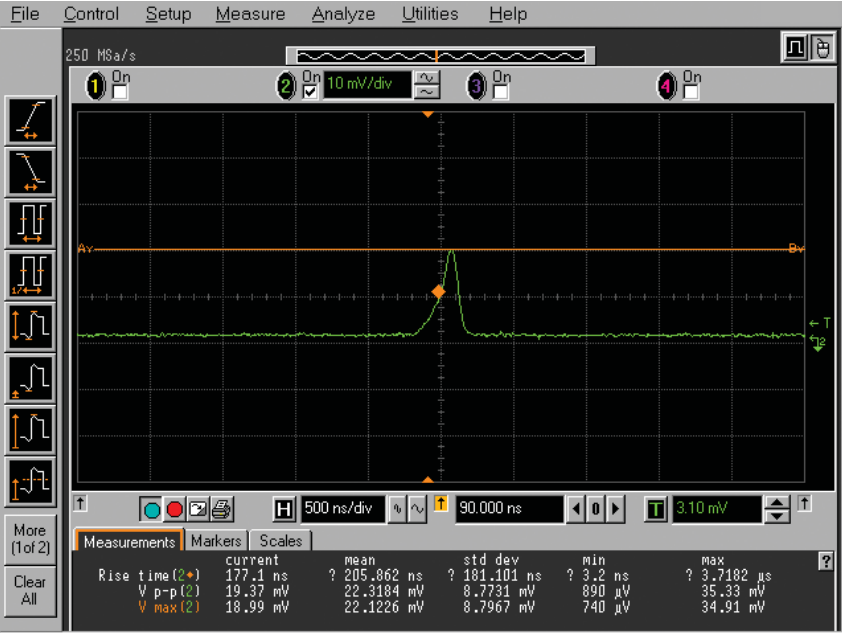 File Control Setup Measure Analyze Utilities Help
250 MSa/s
1 On 2 On 10 mV/div 3 On 4 On
Ay By
T
2
H 500 ns/div 90.000 ns 0 T 3.10 mV
More
(1of 2)
Clear
All
Measurements Markers Scales
?
current mean std dev min max
Rise time(2) 177.1 ns ? 205.862 ns ? 181.101 ns ? 3.2 ns ? 3.7182 µs
V p-p(2) 19.37 mV 22.3184 mV 8.7731 mV 890 µV 35.33 mV
V max(2) 18.99 mV 22.1226 mV 8.7967 mV 740 µV 34.91 mV